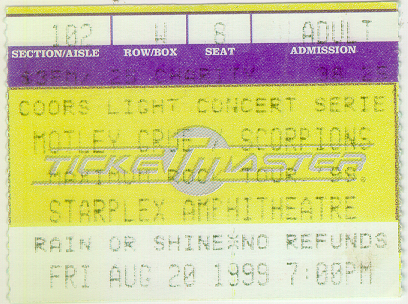 102 W 8 ADULT
SECTION/AISLE ROW/BOX SEAT ADMISSION
COORS LIGHT CONCERT SERIE
MOTLEY CRUE SCORPIONS
TICKETMASTER
TOUR
STARPLEX AMPHITHEATRE
RAIN OR SHINE*NO REFUNDS
FRI AUG 20 1999 7:00PM